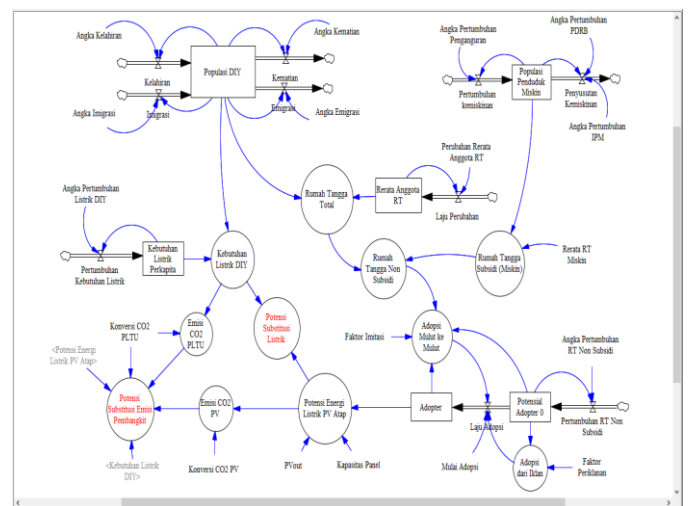 Angka Kelahiran
Angka Kematian
Populasi DIY
Kelahiran
Kematian
Angka Imigrasi
Imigrasi
Emigrasi
Angka Emigrasi
Angka Pertumbuhan
PDRB
Angka Pertumbuhan
Penganguran
Populasi
Penduduk
Miskin
Pertumbuhan
kemiskinan
Penyusutan
Kemiskinan
Angka Pertumbuhan
IPM
Perubahan Rerata
Anggota RT
Rumah Tangga
Total
Rerata Anggota
RT
Laju Perubahan
Angka Pertumbuhan
Listrik DIY
Kebutuhan
Listrik
Perkapita
Pertumbuhan
Kebutuhan Listrik
Kebutuhan
Listrik DIY
Rumah
Tangga Non
Subsidi
Rumah Tangga
Subsidi (Miskin)
Rerata RT
Miskin
Konversi CO2
PLTU
Emisi
CO2
PLTU
Potensi
Substitusi
Listrik
Faktor Imitasi
Adopsi
Mulut ke
Mulut
Angka Pertumbuhan
RT Non Subsidi
<Potensi Energi
Listrik PV Atap>
Potensi
Substitusi Emisi
Pembangkit
Emisi CO2
PV
Potensi Energi
Listrik PV Atap
Adopter
Laju Adopsi
Potensial
Adopter 0
Pertumbuhan RT Non
Subsidi
<Kebutuhan Listrik
DIY>
Konversi CO2 PV
PVout
Kapasitas Panel
Mulai Adopsi
Adopsi
dari Iklan
Faktor
Periklanan